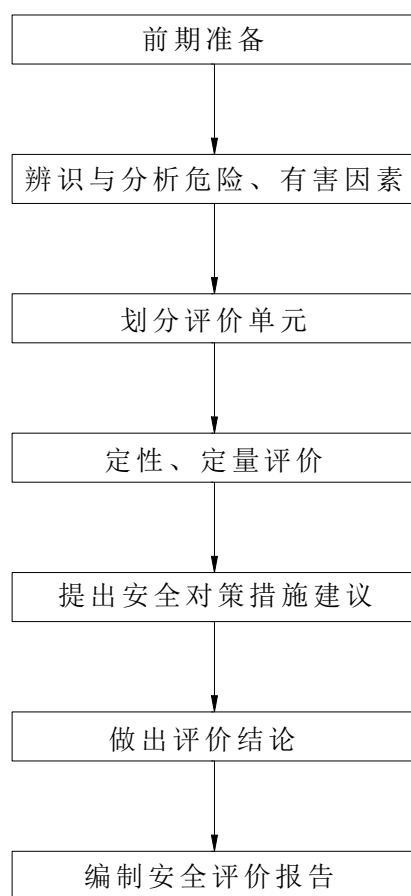 前期准备
辨识与分析危险、有害因素
划分评价单元
定性、定量评价
提出安全对策措施建议
做出评价结论
编制安全评价报告